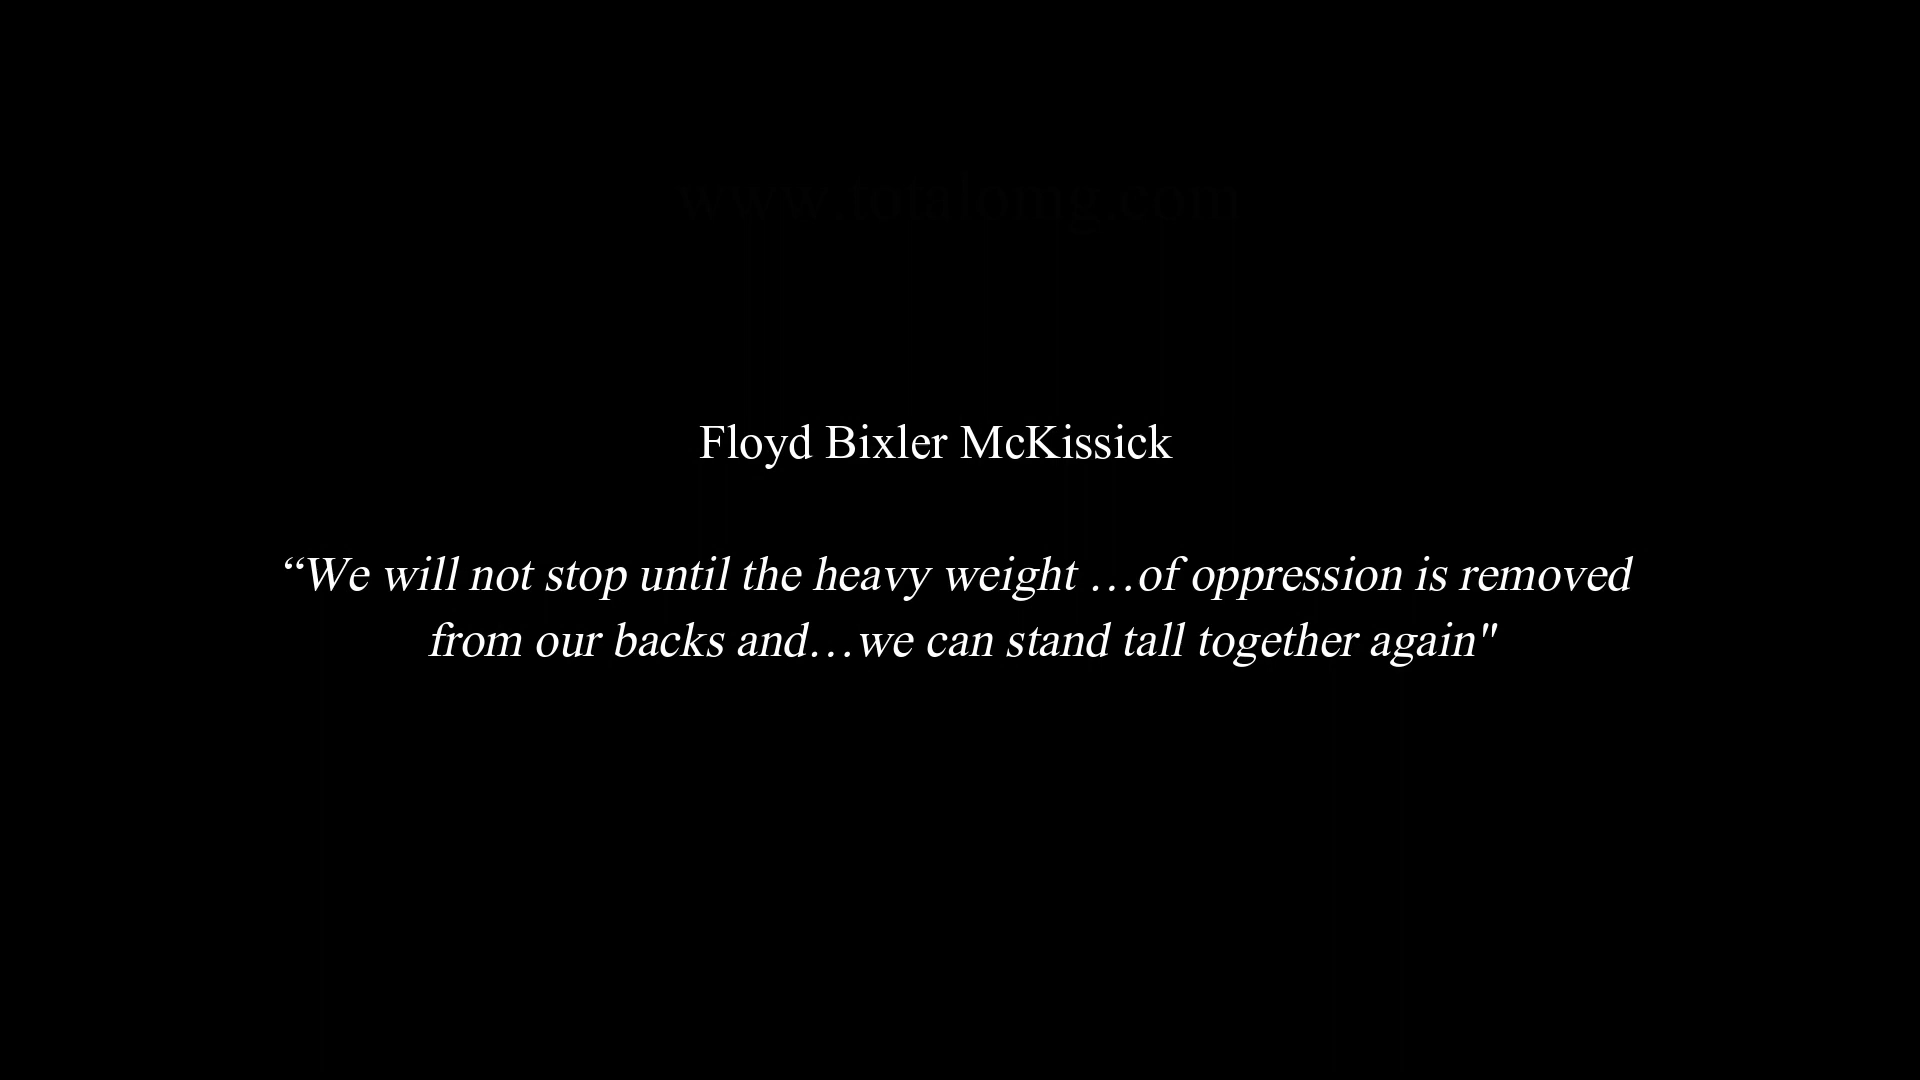 www.totalomg.com
Floyd Bixler McKissick
“We will not stop until the heavy weight …of oppression is removed
from our backs and…we can stand tall together again"